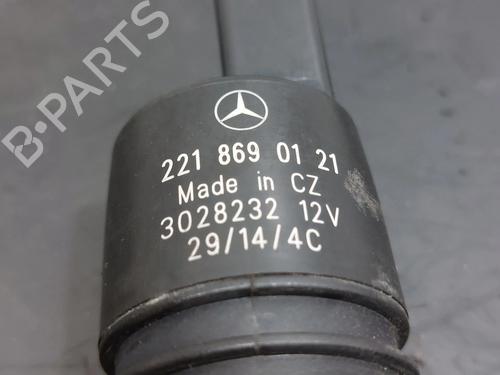 B-PARTS
221 869 01 21
Made in CZ
3028232 12V
29/14/4C